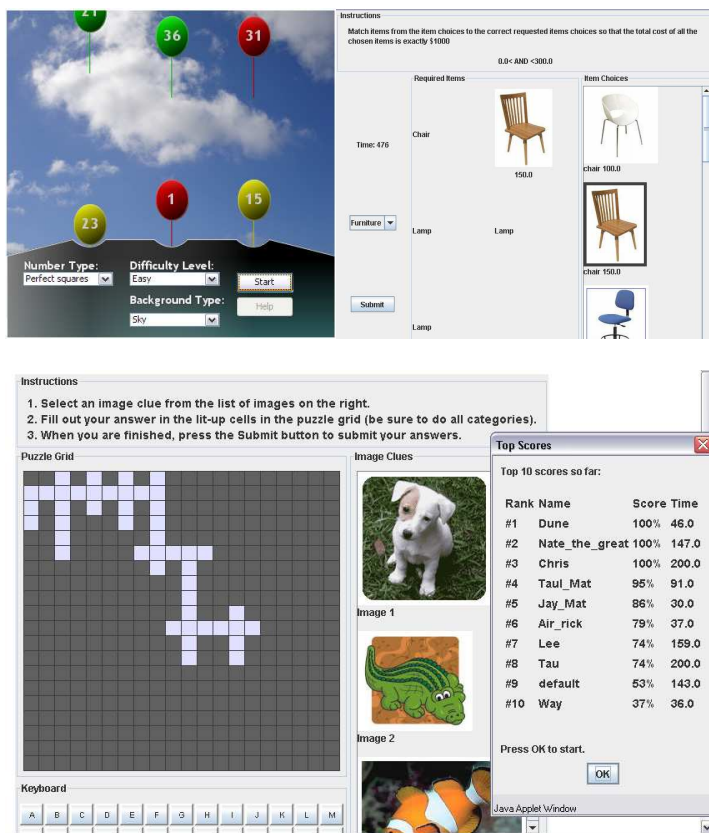 21
36
31
23
1
15
Number Type:
Difficulty Level:
Perfect squares
Easy
Start
Background Type:
Help
Sky
Instructions
Match items from the item choices to the correct requested items choices so that the total cost of all the
chosen items is exactly $1000
0.0< AND <300.0
Required Items
Item Choices
Time: 476
Chair
150.0
chair 100.0
Furniture
Lamp
Lamp
chair 150.0
Submit
Lamp
Instructions
1. Select an image clue from the list of images on the right.
2. Fill out your answer in the lit-up cells in the puzzle grid (be sure to do all categories).
3. When you are finished, press the Submit button to submit your answers.
Puzzle Grid
Image Clues
Image 1
Image 2
Keyboard
A B C D E F G H I J K L M
Top Scores
Top 10 scores so far:
Rank Name Score Time
#1 Dune 100% 46.0
#2 Nate_the_great 100% 147.0
#3 Chris 100% 200.0
#4 Taul_Mat 95% 91.0
#5 Jay_Mat 86% 30.0
#6 Air_rick 79% 37.0
#7 Lee 74% 159.0
#8 Tau 74% 200.0
#9 default 53% 143.0
#10 Way 37% 36.0
Press OK to start.
OK
Java Applet Window